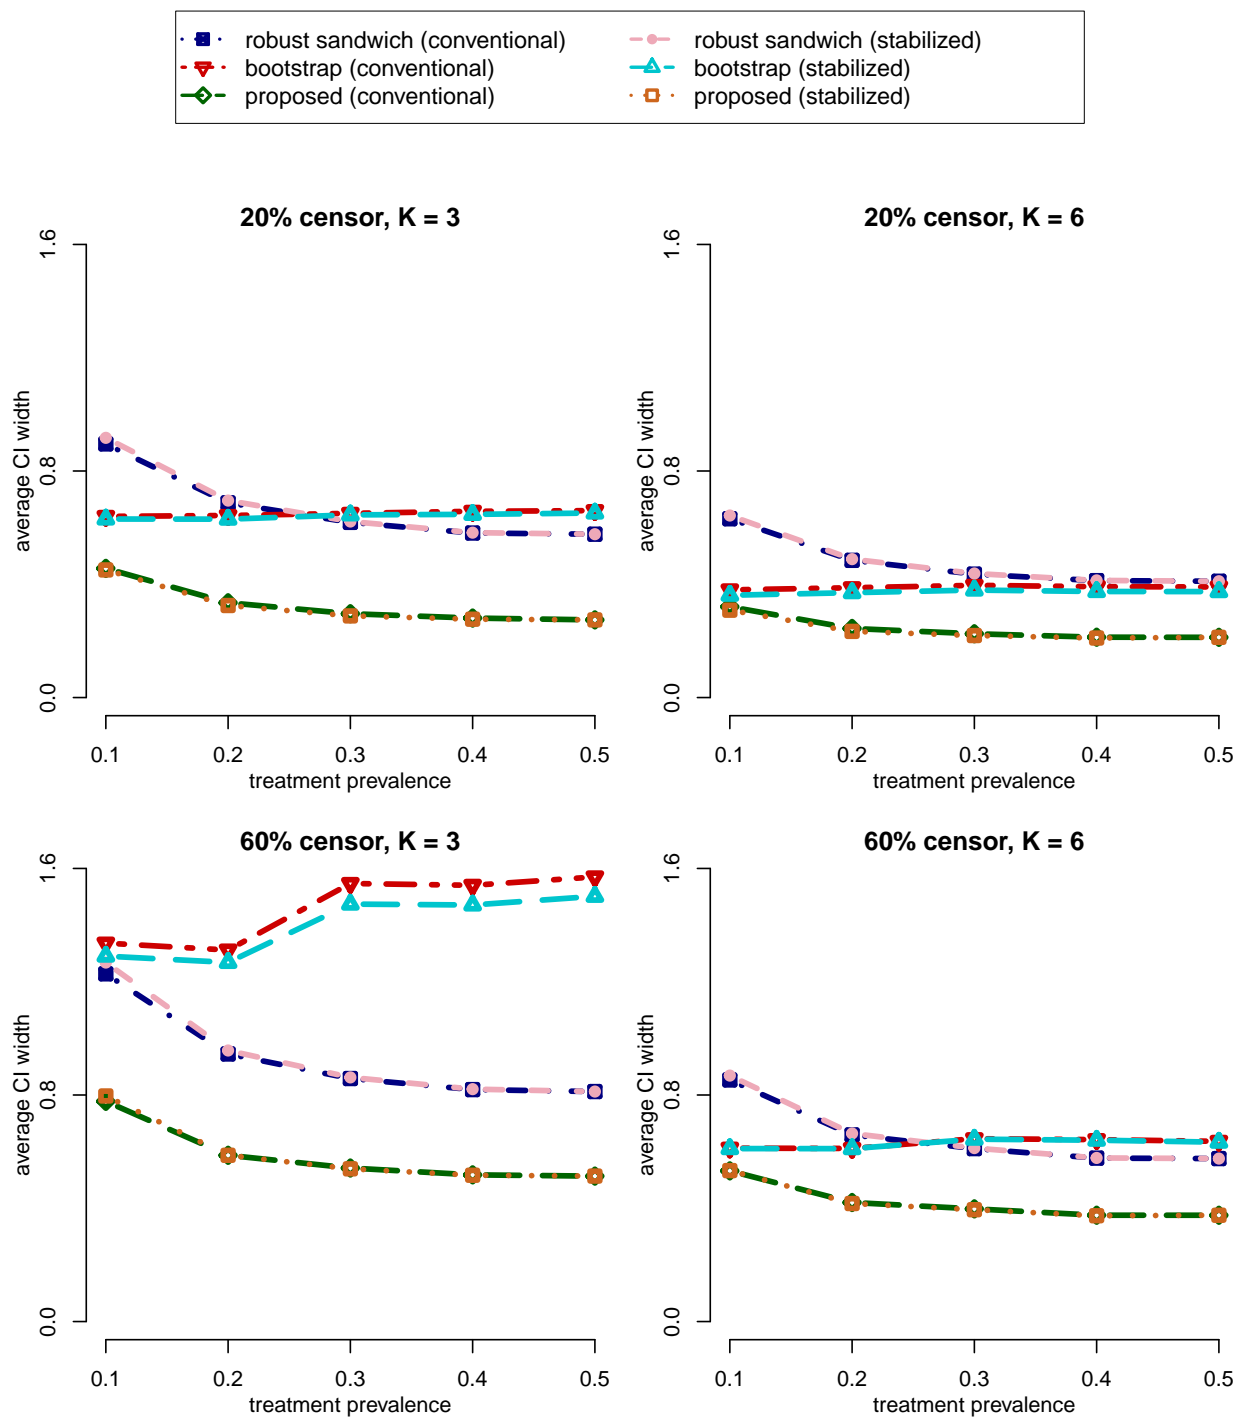 robust sandwich (conventional)
bootstrap (conventional)
proposed (conventional)
robust sandwich (stabilized)
bootstrap (stabilized)
proposed (stabilized)
20% censor, K = 3
average CI width
0.0 0.8 1.6
0.1 0.2 0.3 0.4 0.5
treatment prevalence
20% censor, K = 6
average CI width
0.0 0.8 1.6
0.1 0.2 0.3 0.4 0.5
treatment prevalence
60% censor, K = 3
average CI width
0.0 0.8 1.6
0.1 0.2 0.3 0.4 0.5
treatment prevalence
60% censor, K = 6
average CI width
0.0 0.8 1.6
0.1 0.2 0.3 0.4 0.5
treatment prevalence